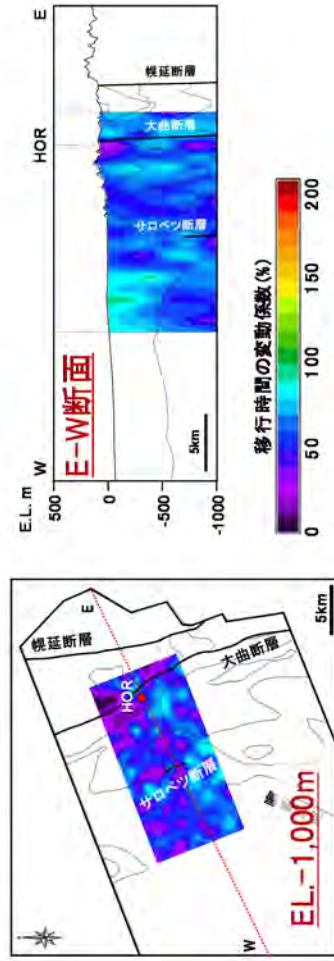 幌延断層
E
HOR
大曲断層
サロベツ断層
W
EL.-1,000m
5km
E.L. m
W
HOR
E
E-W断面
500
0
-500
-1000
サロベツ断層
大曲断層
幌延断層
5km
0
50
100
150
200
移行時間の変動係数(%)